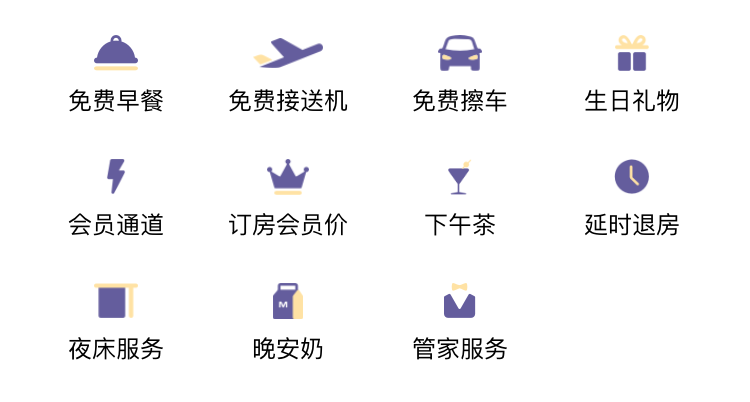 免费早餐 免费接送机 免费擦车 生日礼物
会员通道 订房会员价 下午茶 延时退房
M
夜床服务 晚安奶 管家服务